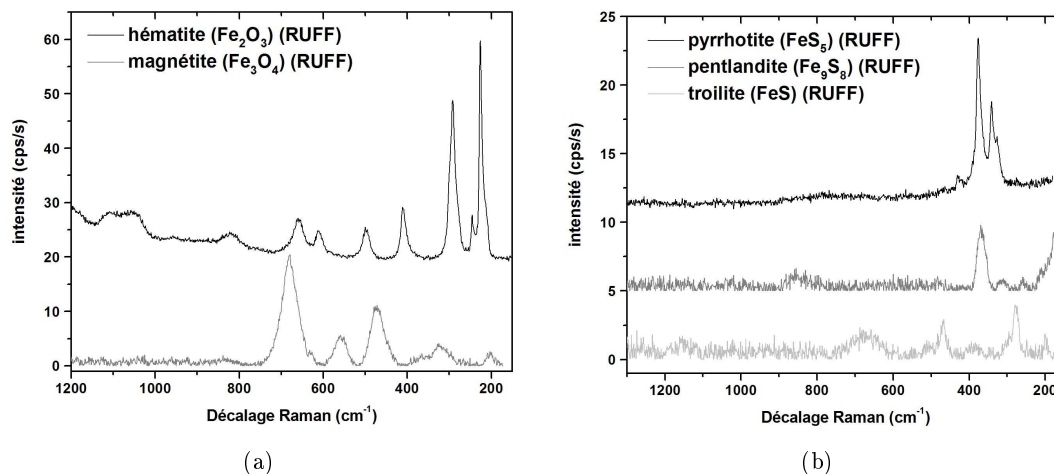 60
50
40
30
20
10
0
intensité (cps/s)
hématite (Fe₂O₃) (RUFF)
magnétite (Fe₃O₄) (RUFF)
1200 1000 800 600 400 200
Décalage Raman (cm⁻¹)
(a)
25
20
15
10
5
0
intensité (cps/s)
pyrrhotite (FeS₅) (RUFF)
pentlandite (Fe₉S₈) (RUFF)
troilite (FeS) (RUFF)
1200 1000 800 600 400 200
Décalage Raman (cm⁻¹)
(b)